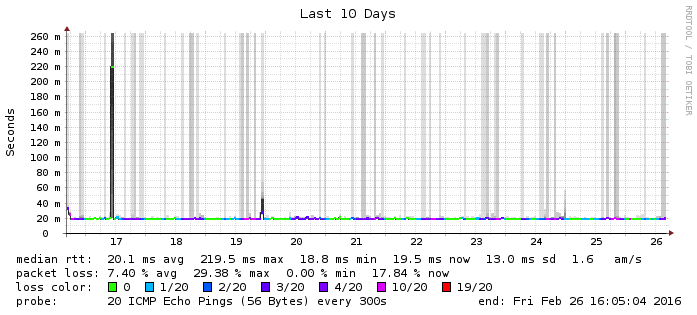 Last 10 Days
RRDTOOL / TOBI OETIKER
Seconds
260 m
240 m
220 m
200 m
180 m
160 m
140 m
120 m
100 m
80 m
60 m
40 m
20 m
0
17 18 19 20 21 22 23 24 25 26
median rtt: 20.1 ms avg 219.5 ms max 18.8 ms min 19.5 ms now 13.0 ms sd 1.6 am/s
packet loss: 7.40 % avg 29.38 % max 0.00 % min 17.84 % now
loss color: 0 1/20 2/20 3/20 4/20 10/20 19/20
probe: 20 ICMP Echo Pings (56 Bytes) every 300s end: Fri Feb 26 16:05:04 2016